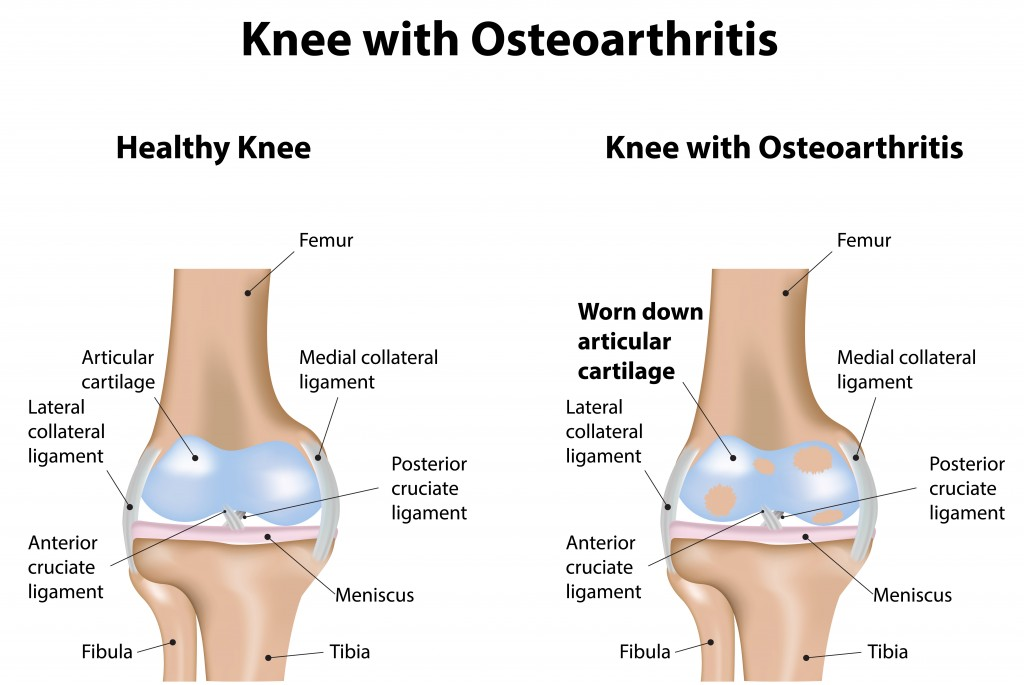 Knee with Osteoarthritis
Healthy Knee
Femur
Articular
cartilage
Medial collateral
ligament
Lateral
collateral
ligament
Posterior
cruciate
ligament
Anterior
cruciate
ligament
Meniscus
Fibula
Tibia
Knee with Osteoarthritis
Femur
Worn down
articular
cartilage
Medial collateral
ligament
Lateral
collateral
ligament
Posterior
cruciate
ligament
Anterior
cruciate
ligament
Meniscus
Fibula
Tibia